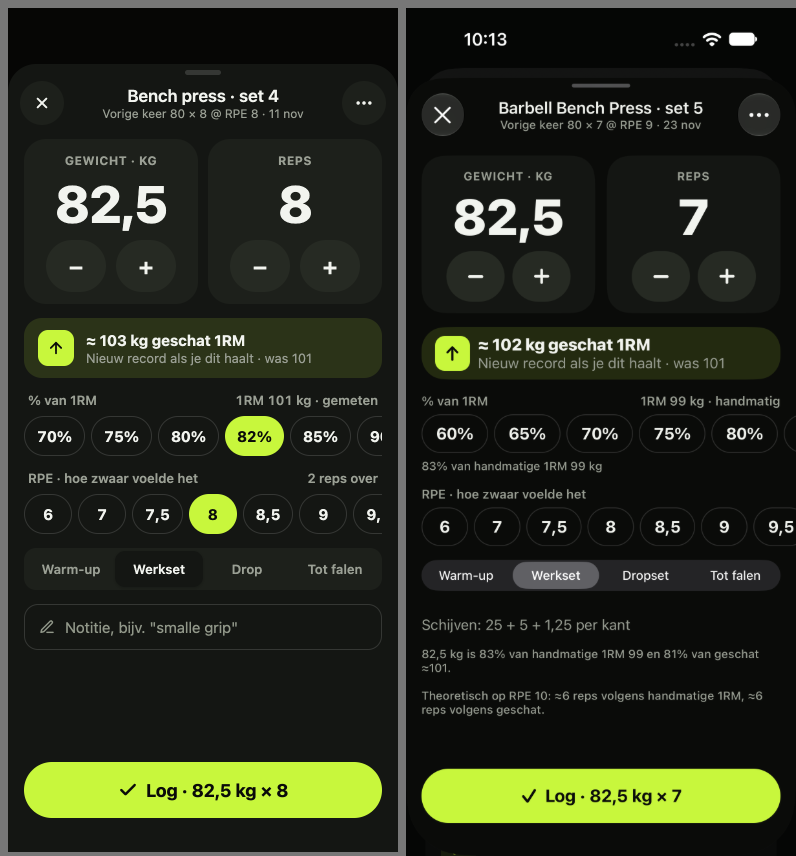 Bench press · set 4
Vorige keer 80 × 8 @ RPE 8 · 11 nov
GEWICHT · KG
82,5
− +
REPS
8
− +
≈ 103 kg geschat 1RM
Nieuw record als je dit haalt · was 101
% van 1RM 1RM 101 kg · gemeten
70% 75% 80% 82% 85%
RPE · hoe zwaar voelde het 2 reps over
6 7 7,5 8 8,5 9 9,
Warm-up Werkset Drop Tot falen
Notitie, bijv. "smalle grip"
Log · 82,5 kg × 8
10:13
Barbell Bench Press · set 5
Vorige keer 80 × 7 @ RPE 9 · 23 nov
GEWICHT · KG
82,5
− +
REPS
7
− +
≈ 102 kg geschat 1RM
Nieuw record als je dit haalt · was 101
% van 1RM 1RM 99 kg · handmatig
60% 65% 70% 75% 80%
83% van handmatige 1RM 99 kg
RPE · hoe zwaar voelde het
6 7 7,5 8 8,5 9 9,5
Warm-up Werkset Dropset Tot falen
Schijven: 25 + 5 + 1,25 per kant
82,5 kg is 83% van handmatige 1RM 99 en 81% van geschat
≈101.
Theoretisch op RPE 10: ≈6 reps volgens handmatige 1RM, ≈6
reps volgens geschat.
Log · 82,5 kg × 7